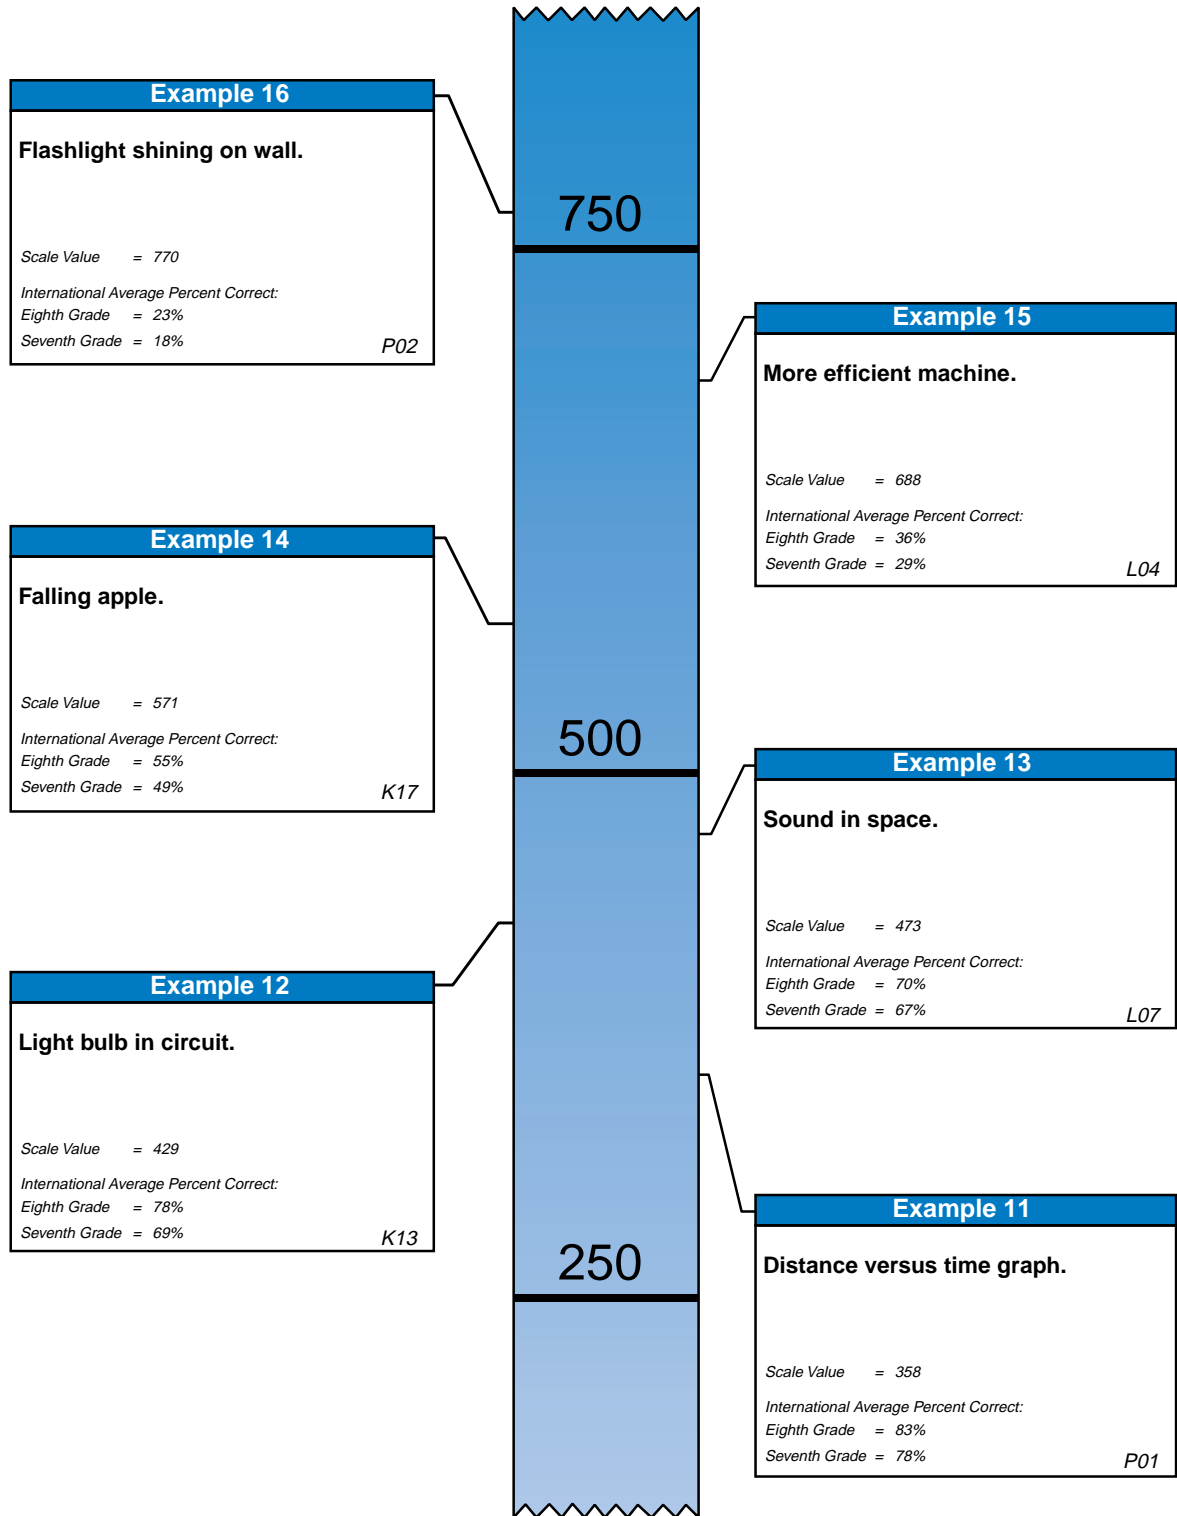 Example 16
Flashlight shining on wall.
Scale Value = 770
International Average Percent Correct:
Eighth Grade = 23%
Seventh Grade = 18%
P02
750
Example 15
More efficient machine.
Scale Value = 688
International Average Percent Correct:
Eighth Grade = 36%
Seventh Grade = 29%
L04
Example 14
Falling apple.
Scale Value = 571
International Average Percent Correct:
Eighth Grade = 55%
Seventh Grade = 49%
K17
500
Example 13
Sound in space.
Scale Value = 473
International Average Percent Correct:
Eighth Grade = 70%
Seventh Grade = 67%
L07
Example 12
Light bulb in circuit.
Scale Value = 429
International Average Percent Correct:
Eighth Grade = 78%
Seventh Grade = 69%
K13
250
Example 11
Distance versus time graph.
Scale Value = 358
International Average Percent Correct:
Eighth Grade = 83%
Seventh Grade = 78%
P01